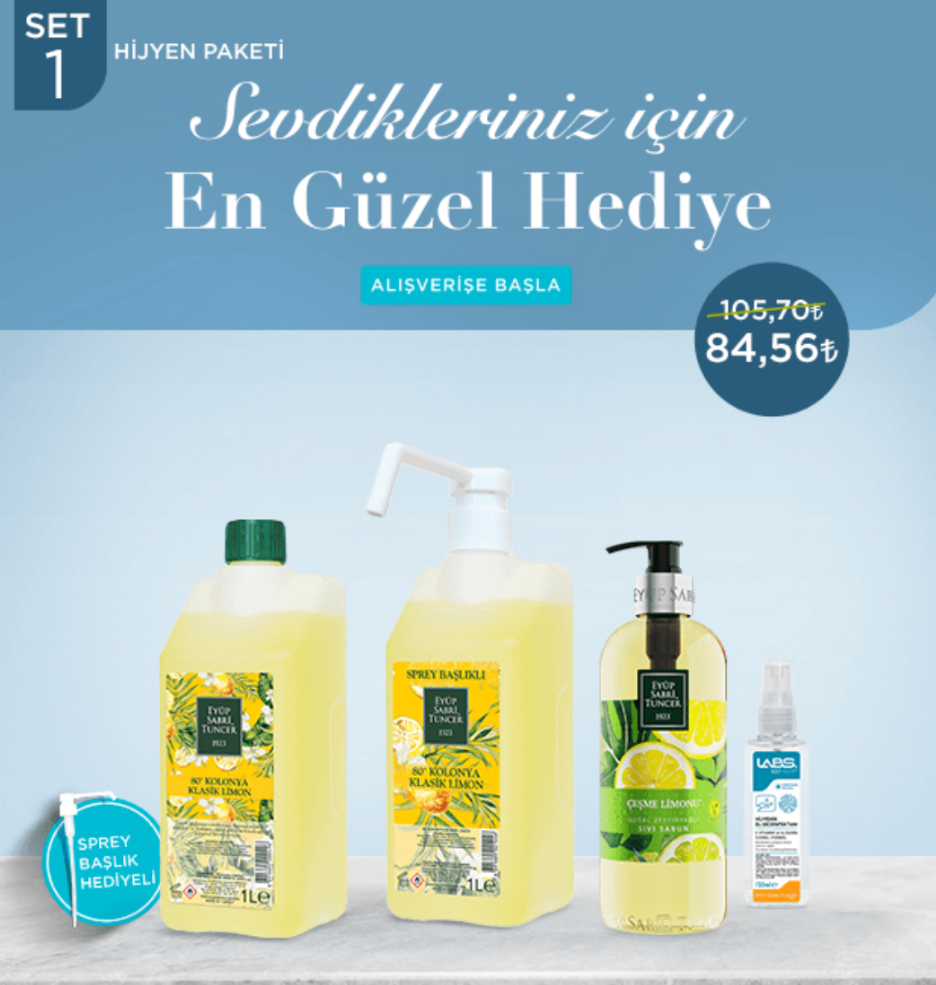 SET
1
HİJYEN PAKETİ
Sevdikleriniz için
En Güzel Hediye
ALIŞVERİŞE BAŞLA
105,70₺
84,56₺
SPREY
BAŞLIK
HEDİYELİ
EYÜP
SABRİ
TUNCER
1923
80° KOLONYA
KLASİK LİMON
1Le
SPREY BAŞLIKLI
EYÜP
SABRİ
TUNCER
1923
80° KOLONYA
KLASİK LİMON
1Le
EYÜP SAB
EYÜP
SABRİ
TUNCER
1923
ÇEŞME LİMONU
SIVI SABUN
LABS.